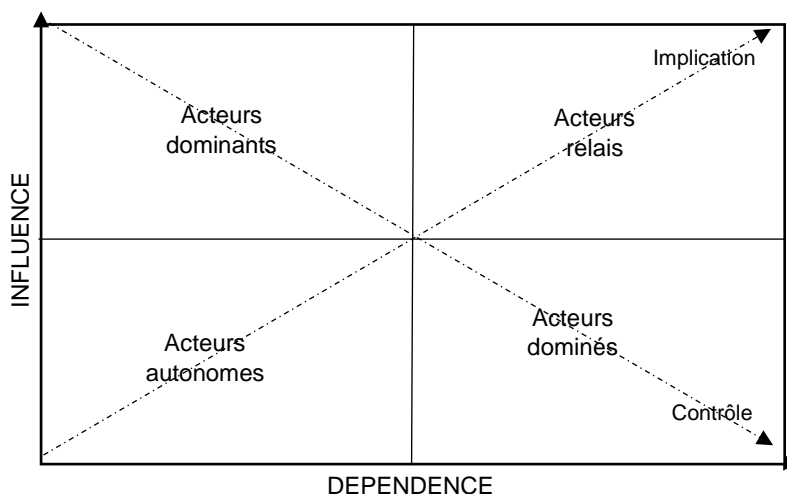 Implication
Acteurs
dominants
Acteurs
relais
INFLUENCE
Acteurs
autonomes
Acteurs
dominés
Contrôle
DEPENDENCE